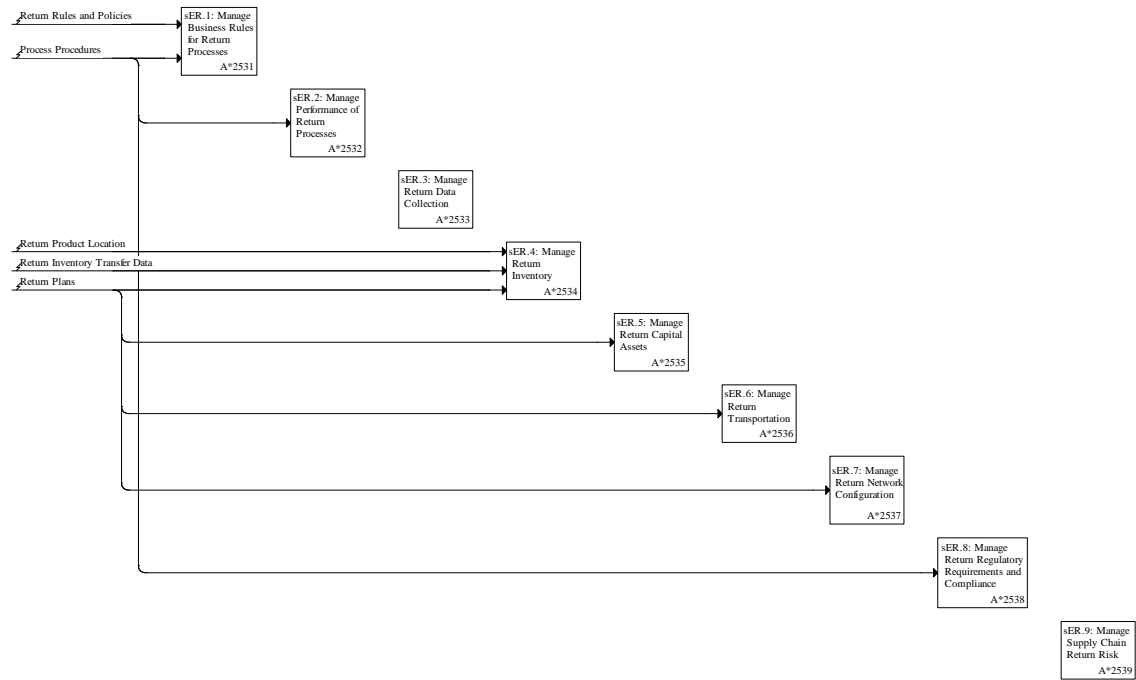 Return Rules and Policies
sER.1: Manage
Business Rules
for Return
Processes
A*2531
Process Procedures
sER.2: Manage
Performance of
Return
Processes
A*2532
sER.3: Manage
Return Data
Collection
A*2533
Return Product Location
Return Inventory Transfer Data
Return Plans
sER.4: Manage
Return
Inventory
A*2534
sER.5: Manage
Return Capital
Assets
A*2535
sER.6: Manage
Return
Transportation
A*2536
sER.7: Manage
Return Network
Configuration
A*2537
sER.8: Manage
Return Regulatory
Requirements and
Compliance
A*2538
sER.9: Manage
Supply Chain
Return Risk
A*2539